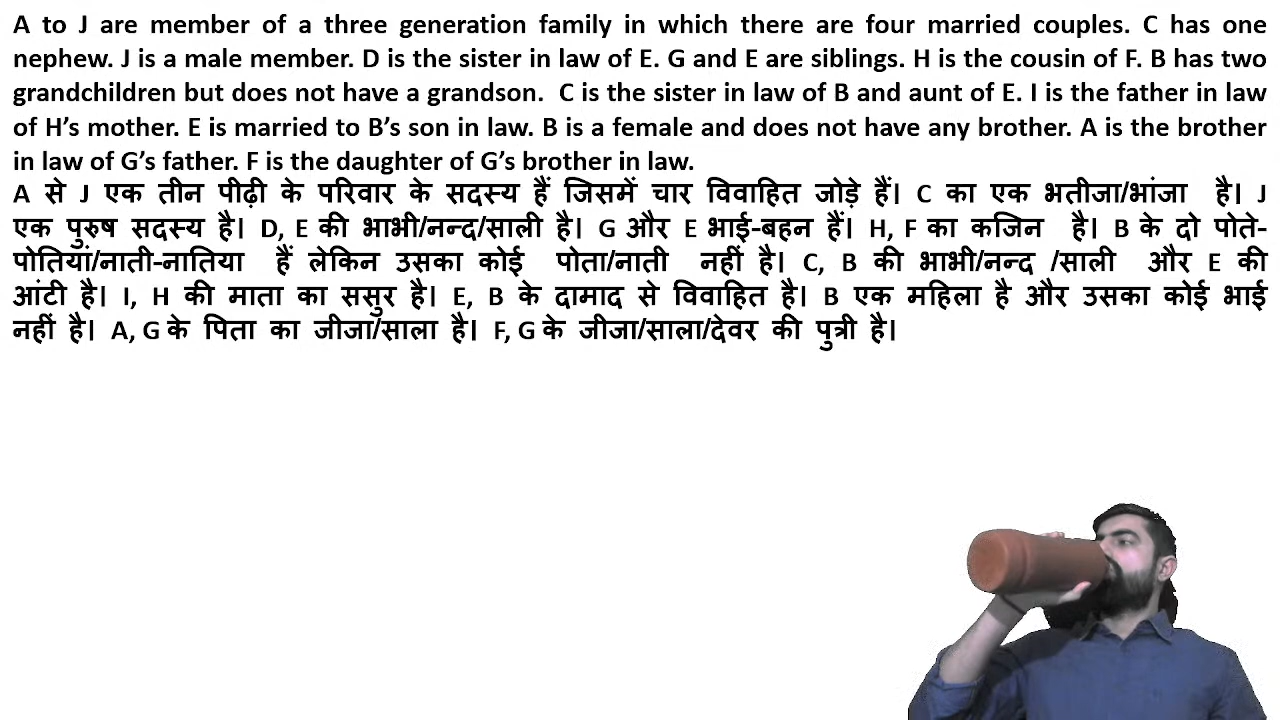 A to J are member of a three generation family in which there are four married couples. C has one
nephew. J is a male member. D is the sister in law of E. G and E are siblings. H is the cousin of F. B has two
grandchildren but does not have a grandson. C is the sister in law of B and aunt of E. I is the father in law
of H’s mother. E is married to B’s son in law. B is a female and does not have any brother. A is the brother
in law of G’s father. F is the daughter of G’s brother in law.
A से J एक तीन पीढ़ी के परिवार के सदस्य हैं जिसमें चार विवाहित जोड़े हैं। C का एक भतीजा/भांजा है। J
एक पुरुष सदस्य है। D, E की भाभी/नन्द/साली है। G और E भाई-बहन हैं। H, F का कजिन है। B के दो पोते-
पोतियां/नाती-नातिया हैं लेकिन उसका कोई पोता/नाती नहीं है। C, B की भाभी/नन्द /साली और E की
आंटी है। I, H की माता का ससुर है। E, B के दामाद से विवाहित है। B एक महिला है और उसका कोई भाई
नहीं है। A, G के पिता का जीजा/साला है। F, G के जीजा/साला/देवर की पुत्री है।